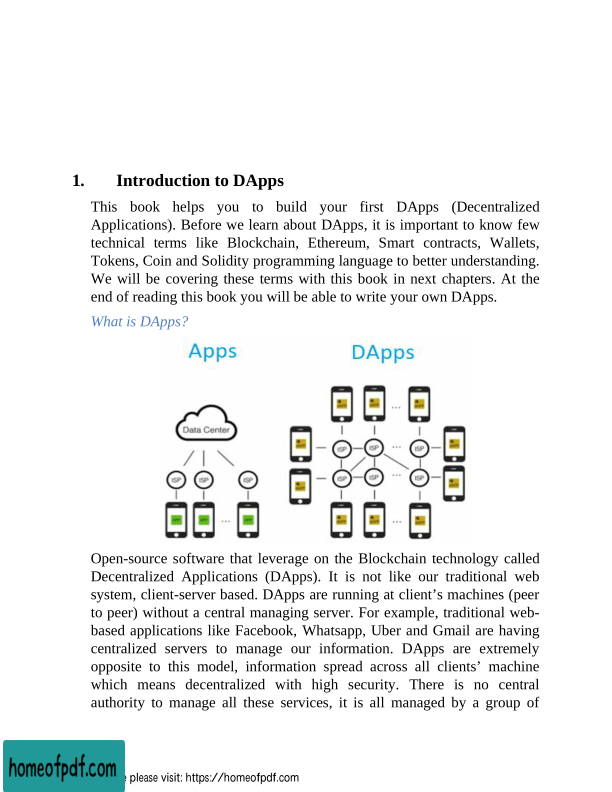 1. Introduction to DApps
This book helps you to build your first DApps (Decentralized
Applications). Before we learn about DApps, it is important to know few
technical terms like Blockchain, Ethereum, Smart contracts, Wallets,
Tokens, Coin and Solidity programming language to better understanding.
We will be covering these terms with this book in next chapters. At the
end of reading this book you will be able to write your own DApps.
What is DApps?
Apps DApps
Data Center
ISP ISP ISP
APP APP ... APP
...
ISP ISP ... ISP
ISP ISP ... ISP
...
Open-source software that leverage on the Blockchain technology called
Decentralized Applications (DApps). It is not like our traditional web
system, client-server based. DApps are running at client’s machines (peer
to peer) without a central managing server. For example, traditional web-
based applications like Facebook, Whatsapp, Uber and Gmail are having
centralized servers to manage our information. DApps are extremely
opposite to this model, information spread across all clients’ machine
which means decentralized with high security. There is no central
authority to manage all these services, it is all managed by a group of
homeofpdf.com
e please visit: https://homeofpdf.com